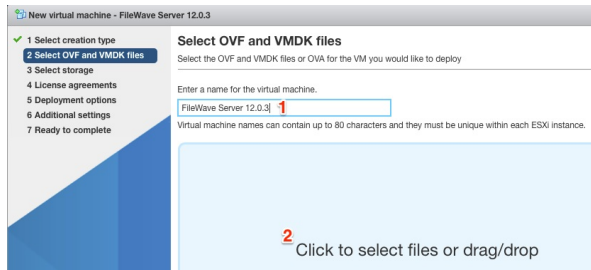 New virtual machine - FileWave Server 12.0.3
1 Select creation type
2 Select OVF and VMDK files
3 Select storage
4 License agreements
5 Deployment options
6 Additional settings
7 Ready to complete
Select OVF and VMDK files
Select the OVF and VMDK files or OVA for the VM you would like to deploy
Enter a name for the virtual machine.
FileWave Server 12.0.3 1
Virtual machine names can contain up to 80 characters and they must be unique within each ESXi instance.
2
Click to select files or drag/drop